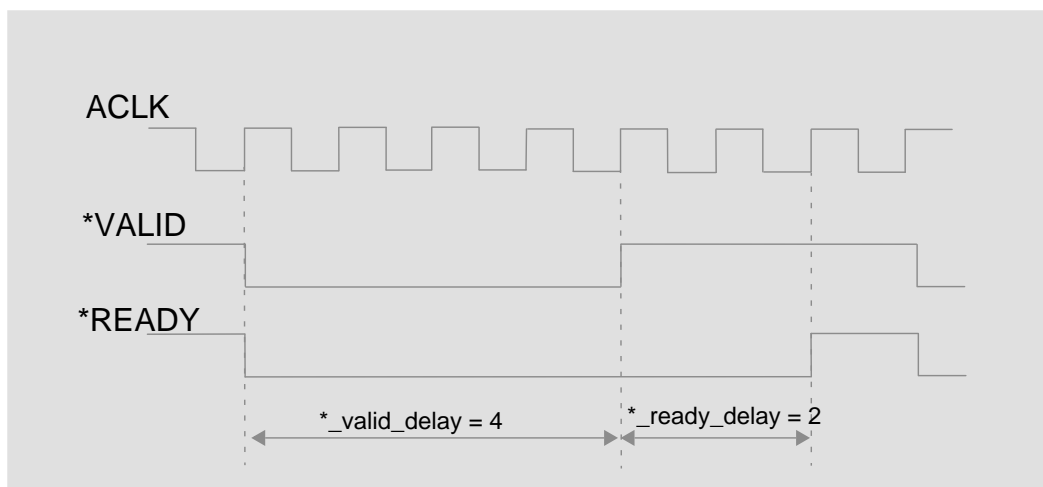 ACLK
*VALID
*READY
*_valid_delay = 4
*_ready_delay = 2